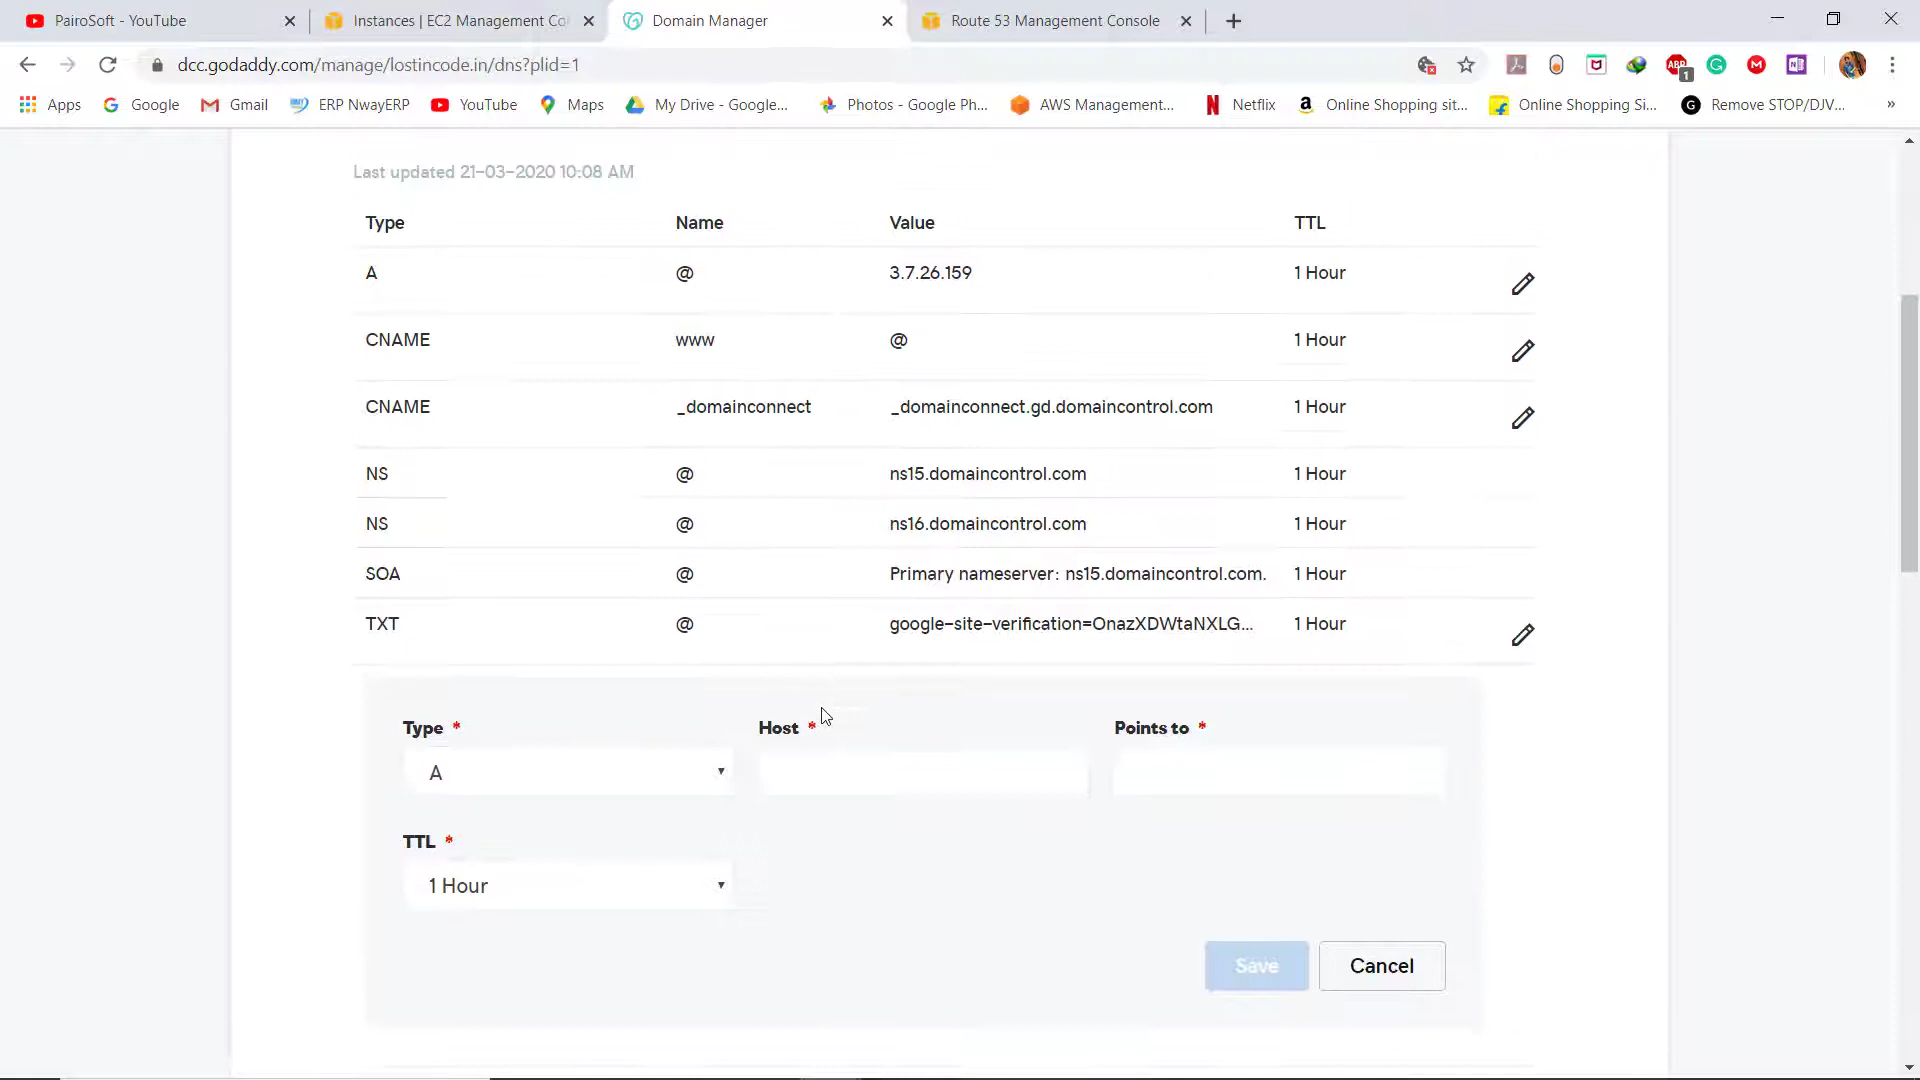 PairoSoft - YouTube
Instances | EC2 Management Co
Domain Manager
Route 53 Management Console
dcc.godaddy.com/manage/lostincode.in/dns?plid=1
ABP
1
G
M
N
Apps
Google
Gmail
ERP NwayERP
YouTube
Maps
My Drive - Google...
Photos - Google Ph...
AWS Management...
Netflix
Online Shopping sit...
Online Shopping Si...
Remove STOP/DJV...
»
Last updated 21-03-2020 10:08 AM
Type Name Value TTL
A @ 3.7.26.159 1 Hour
CNAME www @ 1 Hour
CNAME _domainconnect _domainconnect.gd.domaincontrol.com 1 Hour
NS @ ns15.domaincontrol.com 1 Hour
NS @ ns16.domaincontrol.com 1 Hour
SOA @ Primary nameserver: ns15.domaincontrol.com. 1 Hour
TXT @ google-site-verification=OnazXDWtaNXLG... 1 Hour
Type * Host * Points to *
A
TTL *
1 Hour
Save Cancel